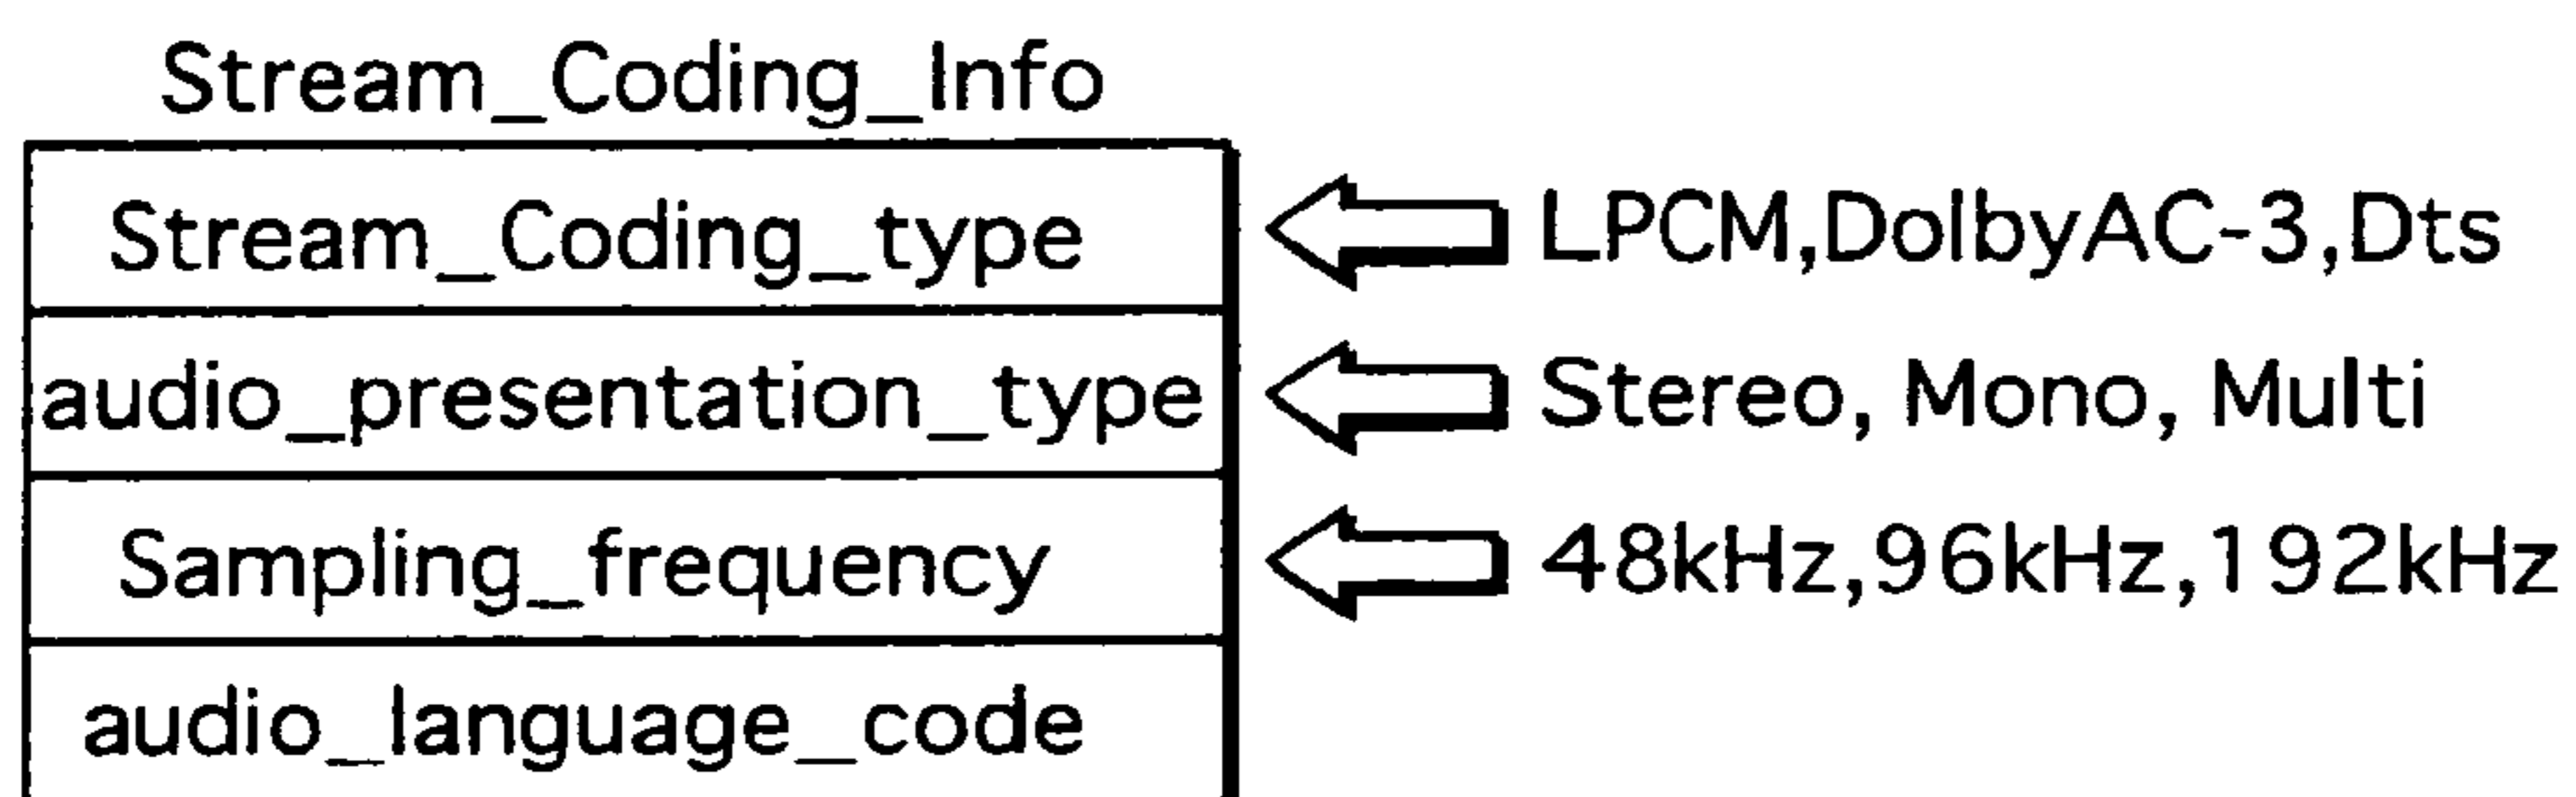 Stream_Coding_Info
Stream_Coding_type LPCM,DolbyAC-3,Dts
audio_presentation_type Stereo, Mono, Multi
Sampling_frequency 48kHz,96kHz,192kHz
audio_language_code